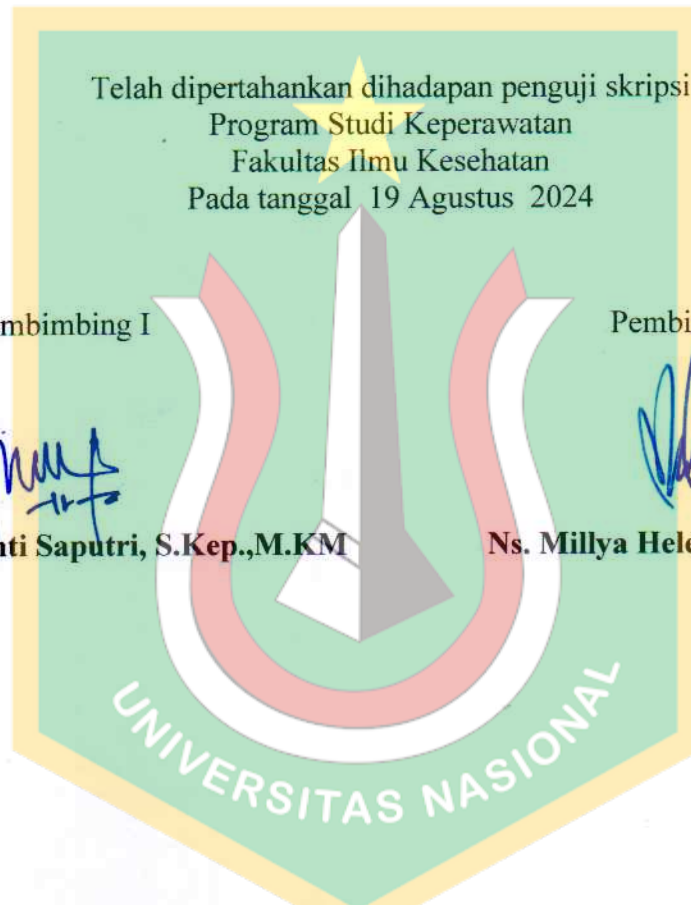 Telah dipertahankan dihadapan penguji skripsi
Program Studi Keperawatan
Fakultas Ilmu Kesehatan
Pada tanggal 19 Agustus 2024
mbimbing I
Pembi
nti Saputri, S.Kep.,M.KM
Ns. Millya Hele
UNIVERSITAS NASIONAL